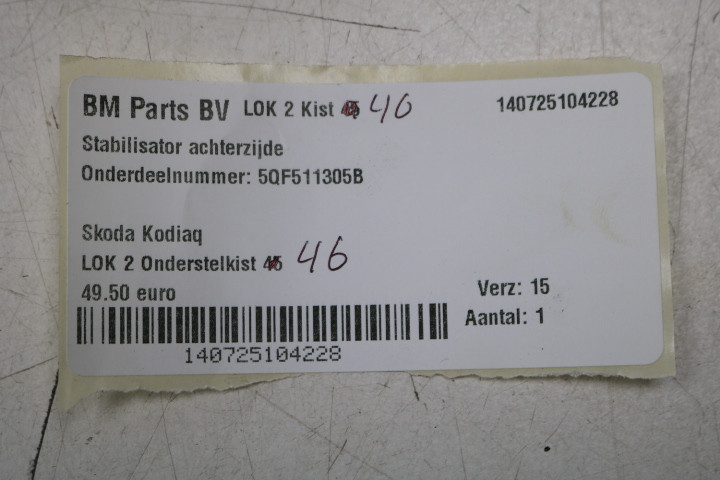 BM Parts BV LOK 2 Kist 40 140725104228
Stabilisator achterzijde
Onderdeelnummer: 5QF511305B
Skoda Kodiaq
LOK 2 Onderstelkist 46
49.50 euro Verz: 15
Aantal: 1
140725104228